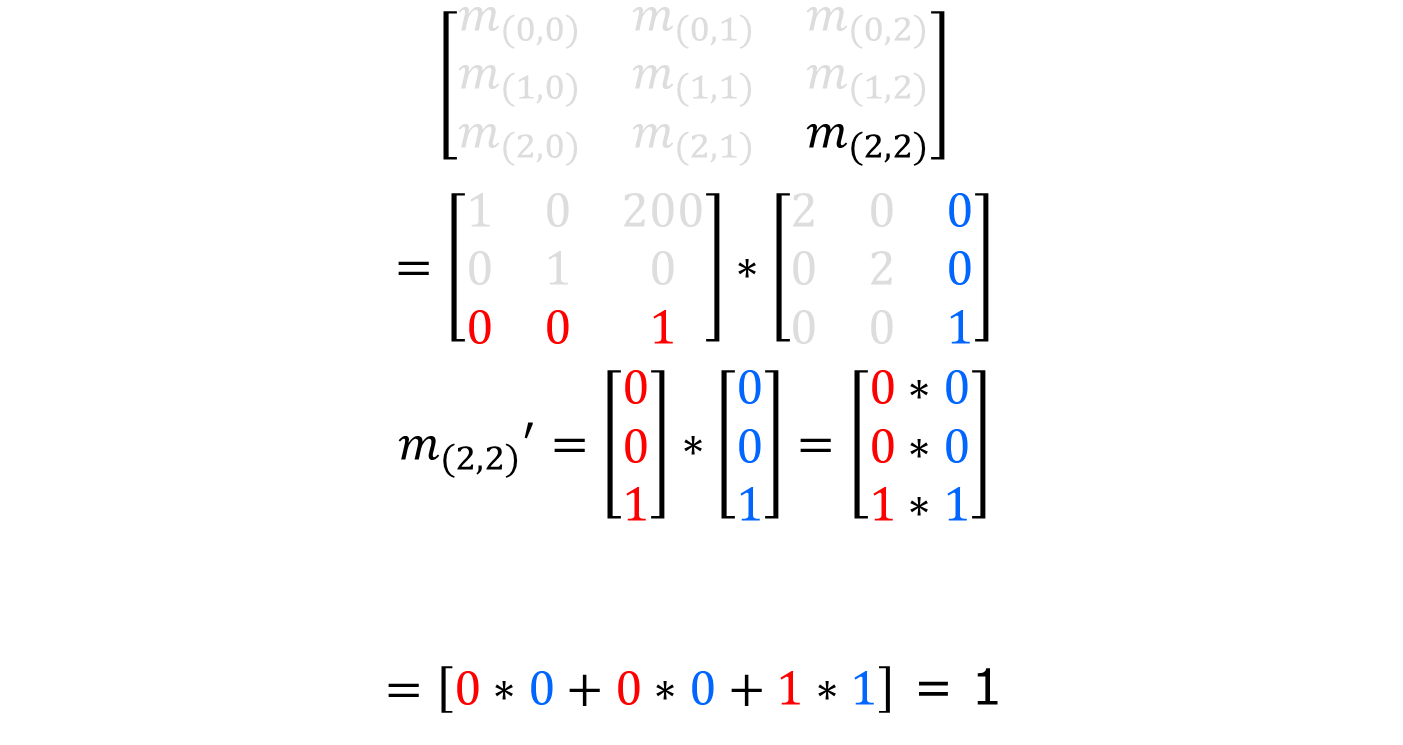 m(0,0) m(0,1) m(0,2)
m(1,0) m(1,1) m(1,2)
m(2,0) m(2,1) m(2,2)
1 0 200 2 0 0
= 0 1 0 * 0 2 0
0 0 1 0 0 1
0 0 0 * 0
m(2,2)′ = 0 * 0 = 0 * 0
1 1 1 * 1
= [0 * 0 + 0 * 0 + 1 * 1] = 1